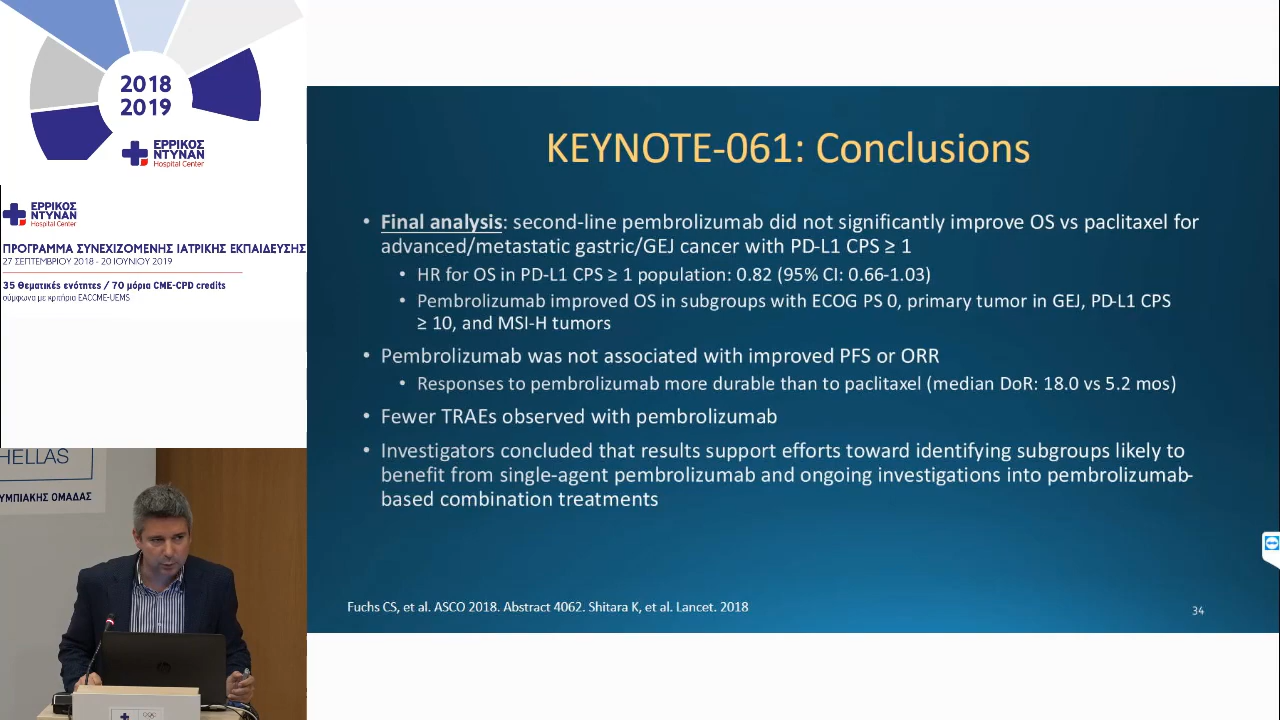 2018
2019
ΕΡΡΙΚΟΣ
ΝΤΥΝΑΝ
Hospital Center
ΕΡΡΙΚΟΣ
ΝΤΥΝΑΝ
Hospital Center
ΠΡΟΓΡΑΜΜΑ ΣΥΝΕΧΙΖΟΜΕΝΗΣ ΙΑΤΡΙΚΗΣ ΕΚΠΑΙΔΕΥΣΗΣ
27 ΣΕΠΤΕΜΒΡΙΟΥ 2018 - 20 ΙΟΥΝΙΟΥ 2019
35 θεματικές ενότητες / 70 μόρια CME-CPD credits
σύμφωνα με κριτήρια EACCME-UEMS
HELLAS
ΥΜΠΙΑΚΗΣ ΟΜΑΔΑΣ
KEYNOTE-061: Conclusions
• Final analysis: second-line pembrolizumab did not significantly improve OS vs paclitaxel for
advanced/metastatic gastric/GEJ cancer with PD-L1 CPS ≥ 1
• HR for OS in PD-L1 CPS ≥ 1 population: 0.82 (95% CI: 0.66-1.03)
• Pembrolizumab improved OS in subgroups with ECOG PS 0, primary tumor in GEJ, PD-L1 CPS
≥ 10, and MSI-H tumors
• Pembrolizumab was not associated with improved PFS or ORR
• Responses to pembrolizumab more durable than to paclitaxel (median DoR: 18.0 vs 5.2 mos)
• Fewer TRAEs observed with pembrolizumab
• Investigators concluded that results support efforts toward identifying subgroups likely to
benefit from single-agent pembrolizumab and ongoing investigations into pembrolizumab-
based combination treatments
Fuchs CS, et al. ASCO 2018. Abstract 4062. Shitara K, et al. Lancet. 2018
34